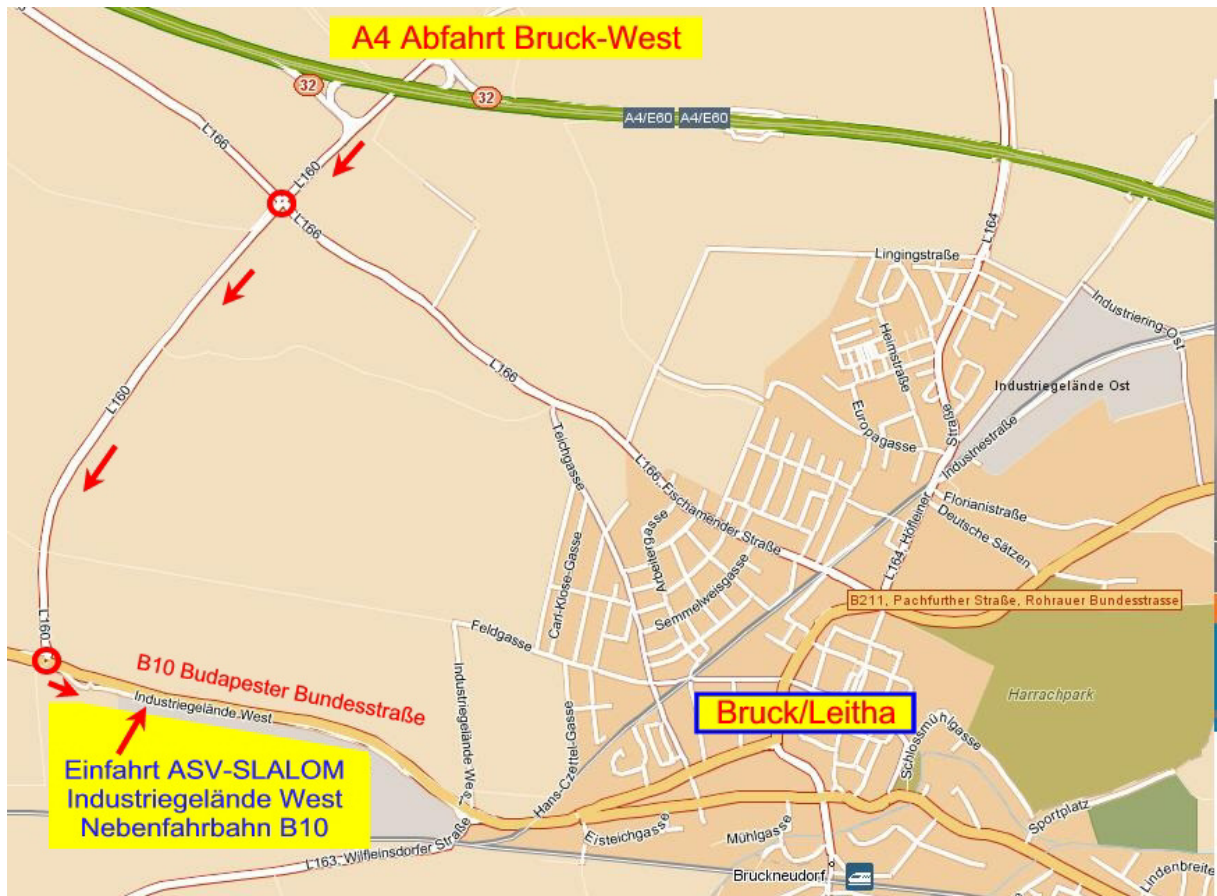 A4 Abfahrt Bruck-West
32
32
A4/E60
A4/E60
L166
L160
L166
L164
Lingingstraße
Industriering-Ost
Heimstraße
L160
L166
Industriegelände Ost
Europagasse
Straße
Teichgasse
Industriestraße
L166, Fischamender Straße
Florianistraße
Deutsche Sätzen
Arbeitergasse
L164, Höfleiner
Carl-Klose-Gasse
Semmelweisgasse
B211, Pachfurther Straße, Rohrauer Bundesstrasse
L160
Feldgasse
B10 Budapester Bundesstraße
Industriegelände West
Industriegelände West
Harrachpark
Bruck/Leitha
Schlossmühlgasse
Hans-Czettel-Gasse
Einfahrt ASV-SLALOM
Industriegelände West
Nebenfahrbahn B10
Sportplatz
Eisteichgasse
Mühlgasse
L163, Wilfleinsdorfer Straße
Bruckneudorf
Lindenbreite